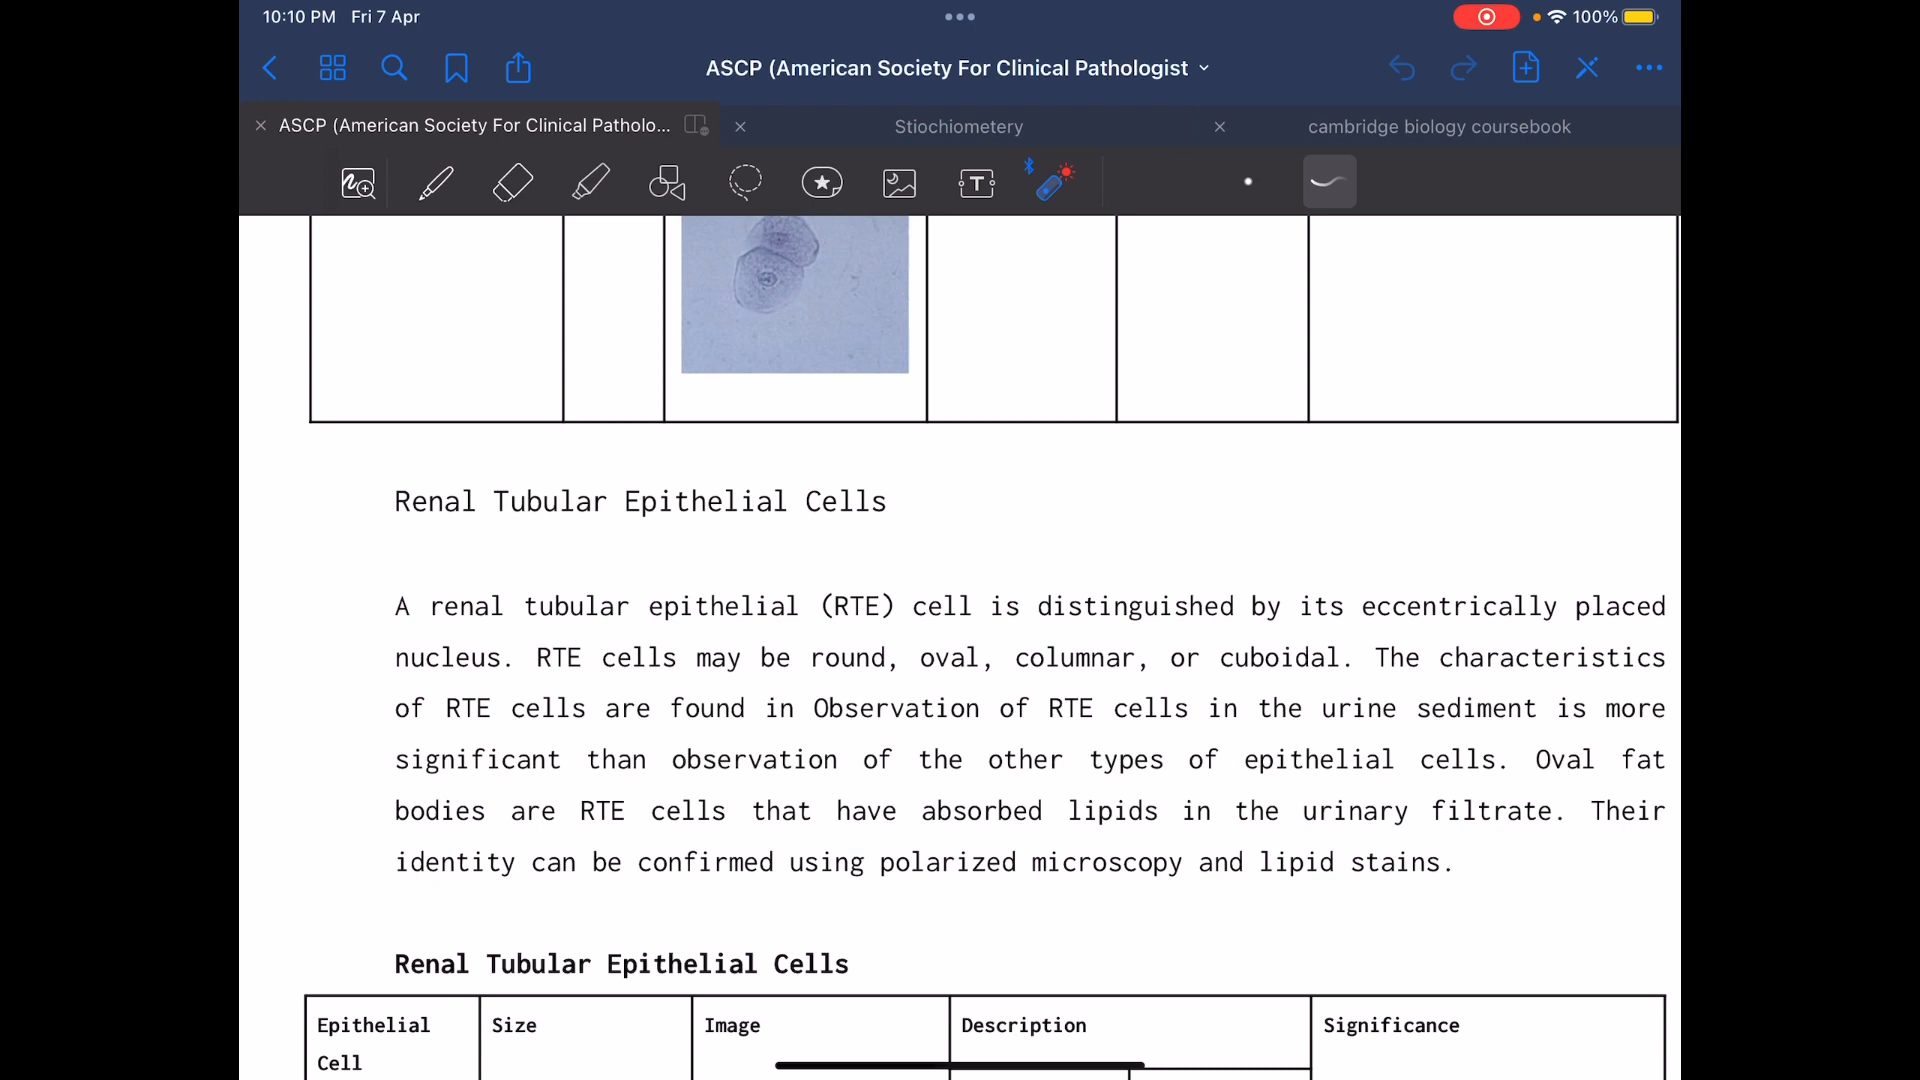 10:10 PM Fri 7 Apr
100%
ASCP (American Society For Clinical Pathologist
ASCP (American Society For Clinical Patholo...
Stiochiometery
cambridge biology coursebook
Renal Tubular Epithelial Cells
A renal tubular epithelial (RTE) cell is distinguished by its eccentrically placed
nucleus. RTE cells may be round, oval, columnar, or cuboidal. The characteristics
of RTE cells are found in Observation of RTE cells in the urine sediment is more
significant than observation of the other types of epithelial cells. Oval fat
bodies are RTE cells that have absorbed lipids in the urinary filtrate. Their
identity can be confirmed using polarized microscopy and lipid stains.
Renal Tubular Epithelial Cells
Epithelial
Cell
Size
Image
Description
Significance